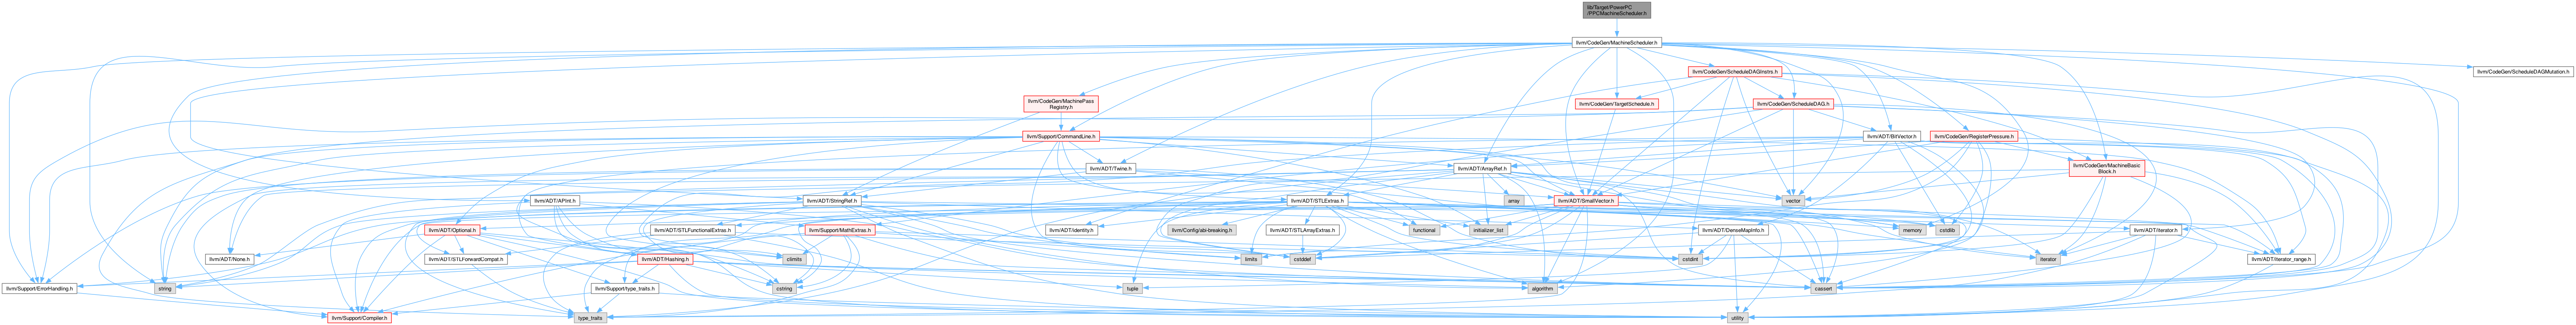 lib/Target/PowerPC
/PPCMachineScheduler.h
llvm/CodeGen/MachineScheduler.h
llvm/CodeGen/ScheduleDAGInstrs.h
llvm/CodeGen/ScheduleDAGMutation.h
llvm/CodeGen/MachinePass
Registry.h
llvm/CodeGen/TargetSchedule.h
llvm/CodeGen/ScheduleDAG.h
llvm/Support/CommandLine.h
llvm/ADT/BitVector.h
llvm/CodeGen/RegisterPressure.h
llvm/ADT/Twine.h
llvm/ADT/ArrayRef.h
llvm/CodeGen/MachineBasic
Block.h
llvm/ADT/APInt.h
llvm/ADT/StringRef.h
llvm/ADT/STLExtras.h
array
llvm/ADT/SmallVector.h
vector
llvm/ADT/Optional.h
llvm/ADT/STLFunctionalExtras.h
llvm/Support/MathExtras.h
llvm/ADT/identity.h
llvm/Config/abi-breaking.h
llvm/ADT/STLArrayExtras.h
functional
initializer_list
llvm/ADT/DenseMapInfo.h
memory
cstdlib
llvm/ADT/iterator.h
llvm/ADT/None.h
llvm/ADT/STLForwardCompat.h
llvm/ADT/Hashing.h
climits
limits
cstddef
cstdint
iterator
llvm/ADT/iterator_range.h
llvm/Support/ErrorHandling.h
string
llvm/Support/type_traits.h
cstring
tuple
algorithm
cassert
llvm/Support/Compiler.h
type_traits
utility